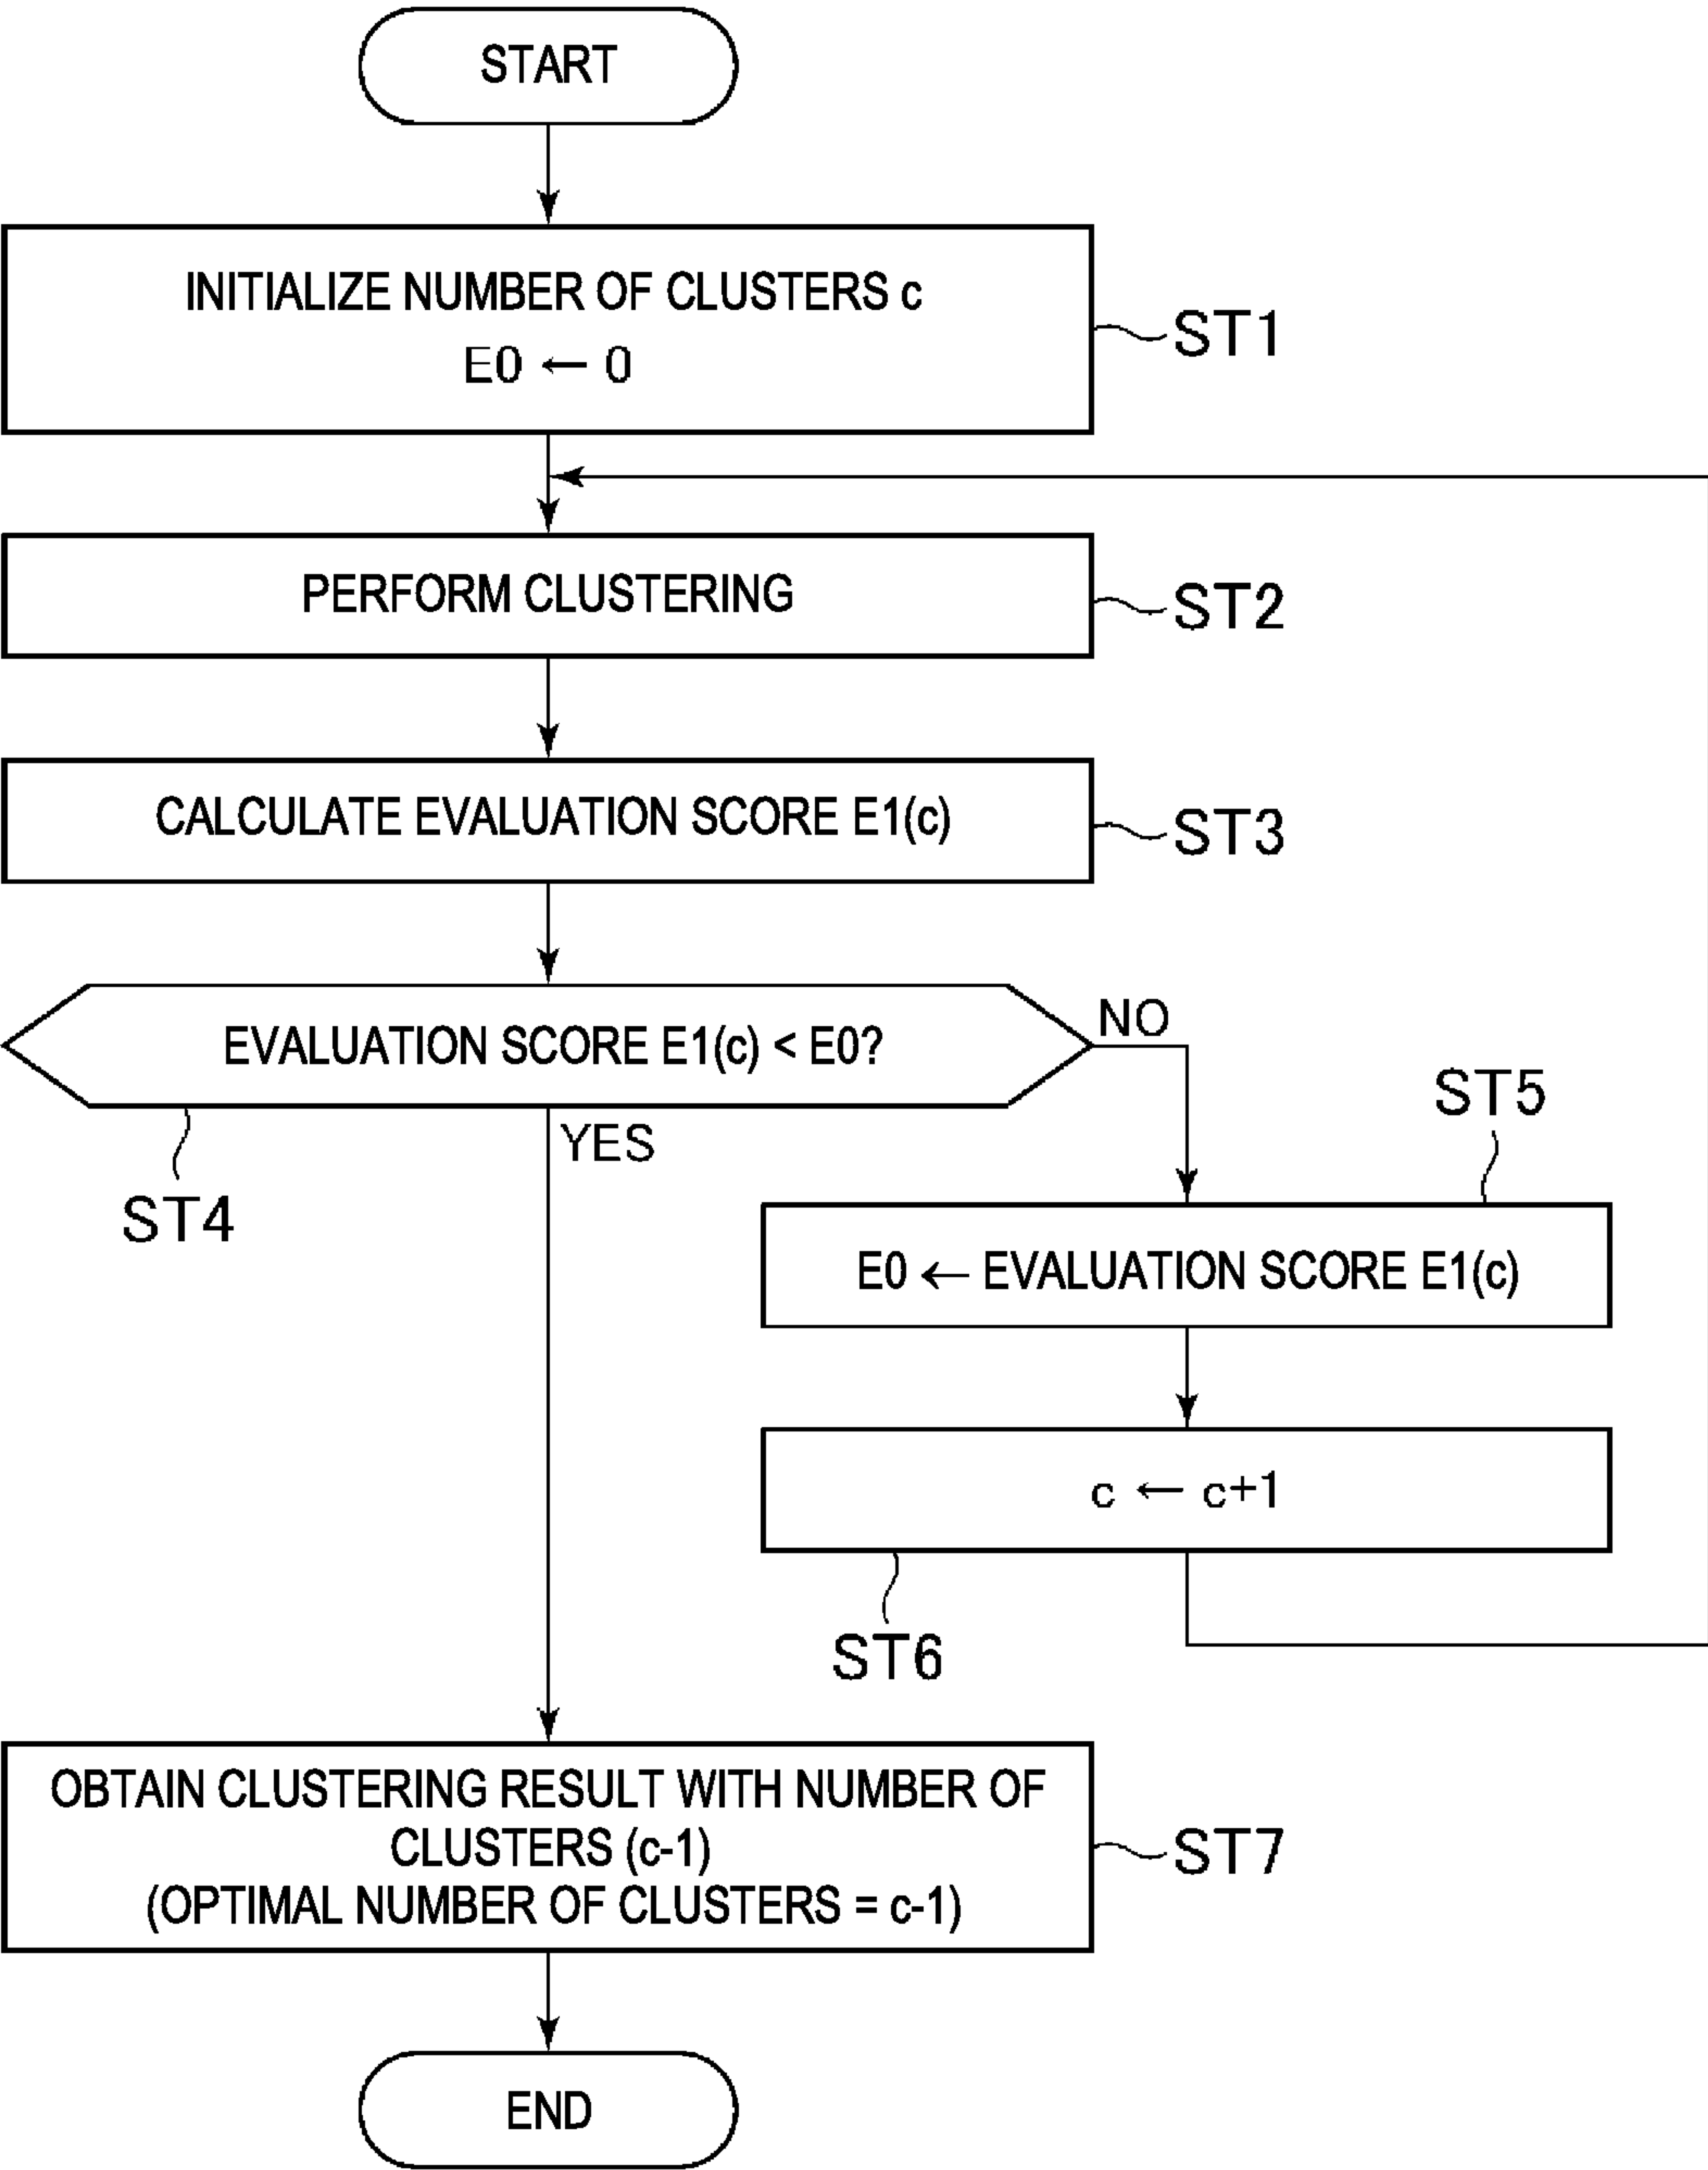 START
INITIALIZE NUMBER OF CLUSTERS c
E0 ← 0
ST1
PERFORM CLUSTERING
ST2
CALCULATE EVALUATION SCORE E1(c)
ST3
EVALUATION SCORE E1(c) < E0?
NO
YES
ST4
ST5
E0 ← EVALUATION SCORE E1(c)
c ← c+1
ST6
OBTAIN CLUSTERING RESULT WITH NUMBER OF
CLUSTERS (c-1)
(OPTIMAL NUMBER OF CLUSTERS = c-1)
ST7
END